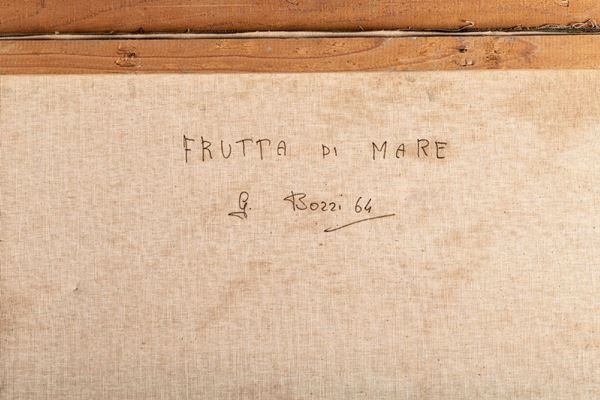 FRUTTA DI MARE
G. Bozzi 64